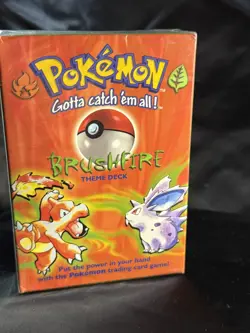 POKéMON
Gotta catch 'em all!™
BRUSHFIRE
THEME DECK
Put the power in your hand
with the Pokémon trading card game!